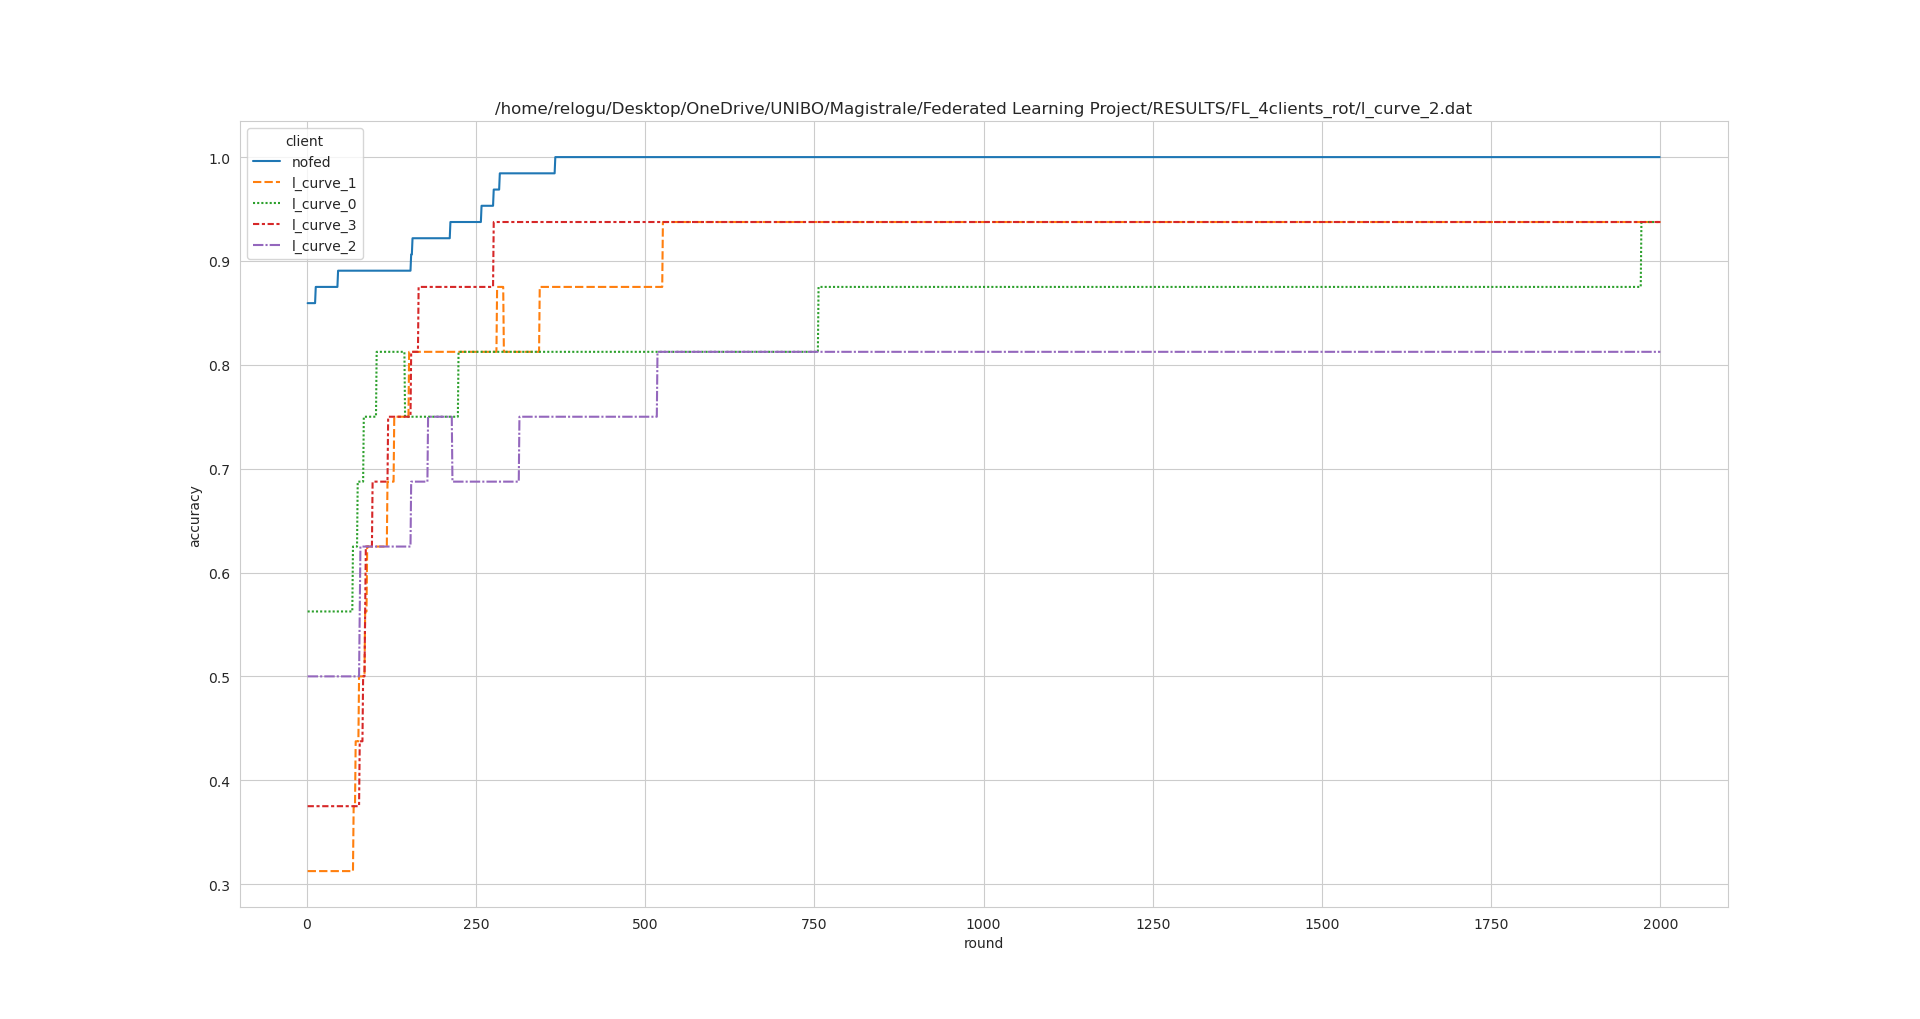 /home/relogu/Desktop/OneDrive/UNIBO/Magistrale/Federated Learning Project/RESULTS/FL_4clients_rot/l_curve_2.dat
client
nofed
l_curve_1
l_curve_0
l_curve_3
l_curve_2
1.0
0.9
0.8
0.7
0.6
0.5
0.4
0.3
accuracy
0 250 500 750 1000 1250 1500 1750 2000
round